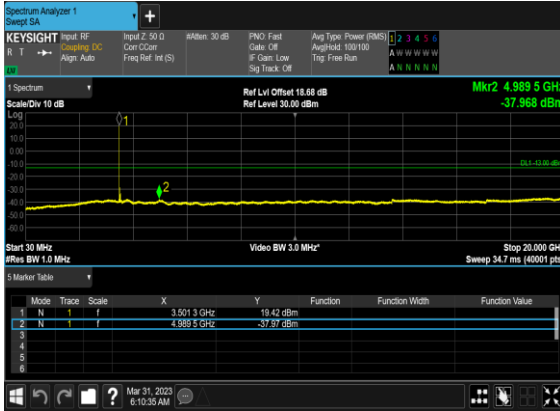 Spectrum Analyzer 1
Swept SA
+
KEYSIGHT Input: RF Input Z: 50 Ω #Atten: 30 dB PNO: Fast Avg Type: Power (RMS) 1 2 3 4 5 6
R T Coupling: DC Corr CCorr Gate: Off Avg|Hold: 100/100 A W W W W W
Align: Auto Freq Ref: Int (S) IF Gain: Low Trig: Free Run
Sig Track: Off A N N N N N
1 Spectrum
Scale/Div 10 dB
Ref Lvl Offset 18.68 dB
Ref Level 30.00 dBm
Mkr2 4.989 5 GHz
-37.968 dBm
Log
20.0
10.0
0.00
-10.0
-20.0
-30.0
-40.0
-50.0
-60.0
1
2
DL1 -13.00 dBm
Start 30 MHz Video BW 3.0 MHz* Stop 20.000 GH
#Res BW 1.0 MHz Sweep 34.7 ms (40001 pts
5 Marker Table
Mode Trace Scale X Y Function Function Width Function Value
1 N 1 f 3.501 3 GHz 19.42 dBm
2 N 1 f 4.989 5 GHz -37.97 dBm
3
4
5
6
? Mar 31, 2023
6:10:35 AM